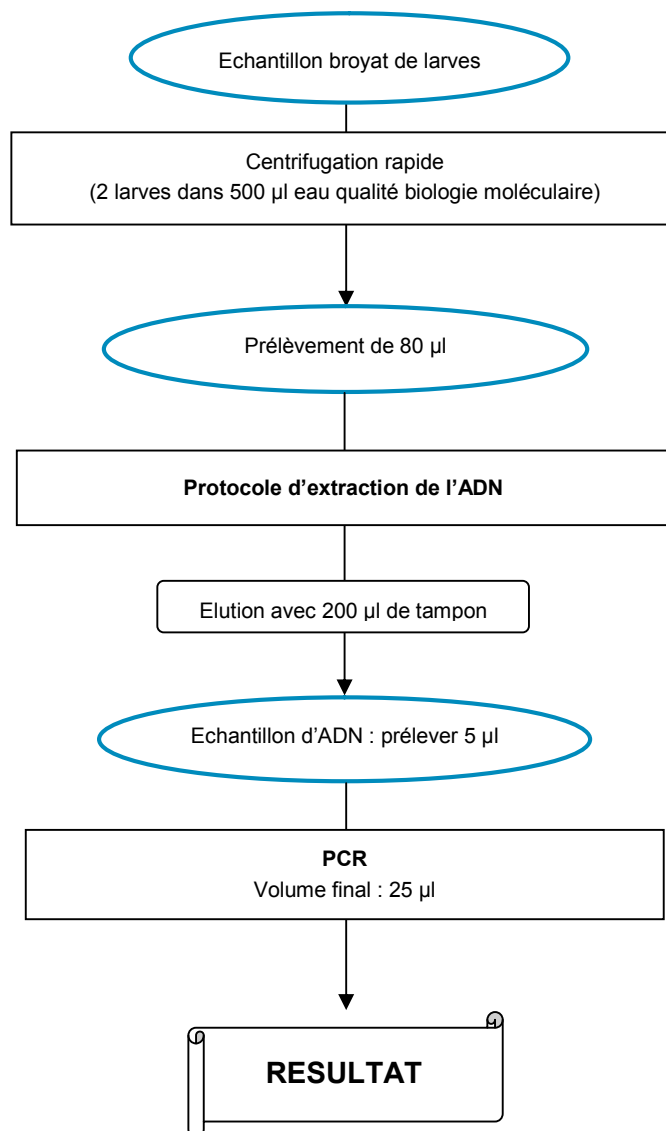 Echantillon broyat de larves
Centrifugation rapide
(2 larves dans 500 µl eau qualité biologie moléculaire)
Prélèvement de 80 µl
Protocole d’extraction de l’ADN
Elution avec 200 µl de tampon
Echantillon d’ADN : prélever 5 µl
PCR
Volume final : 25 µl
RESULTAT